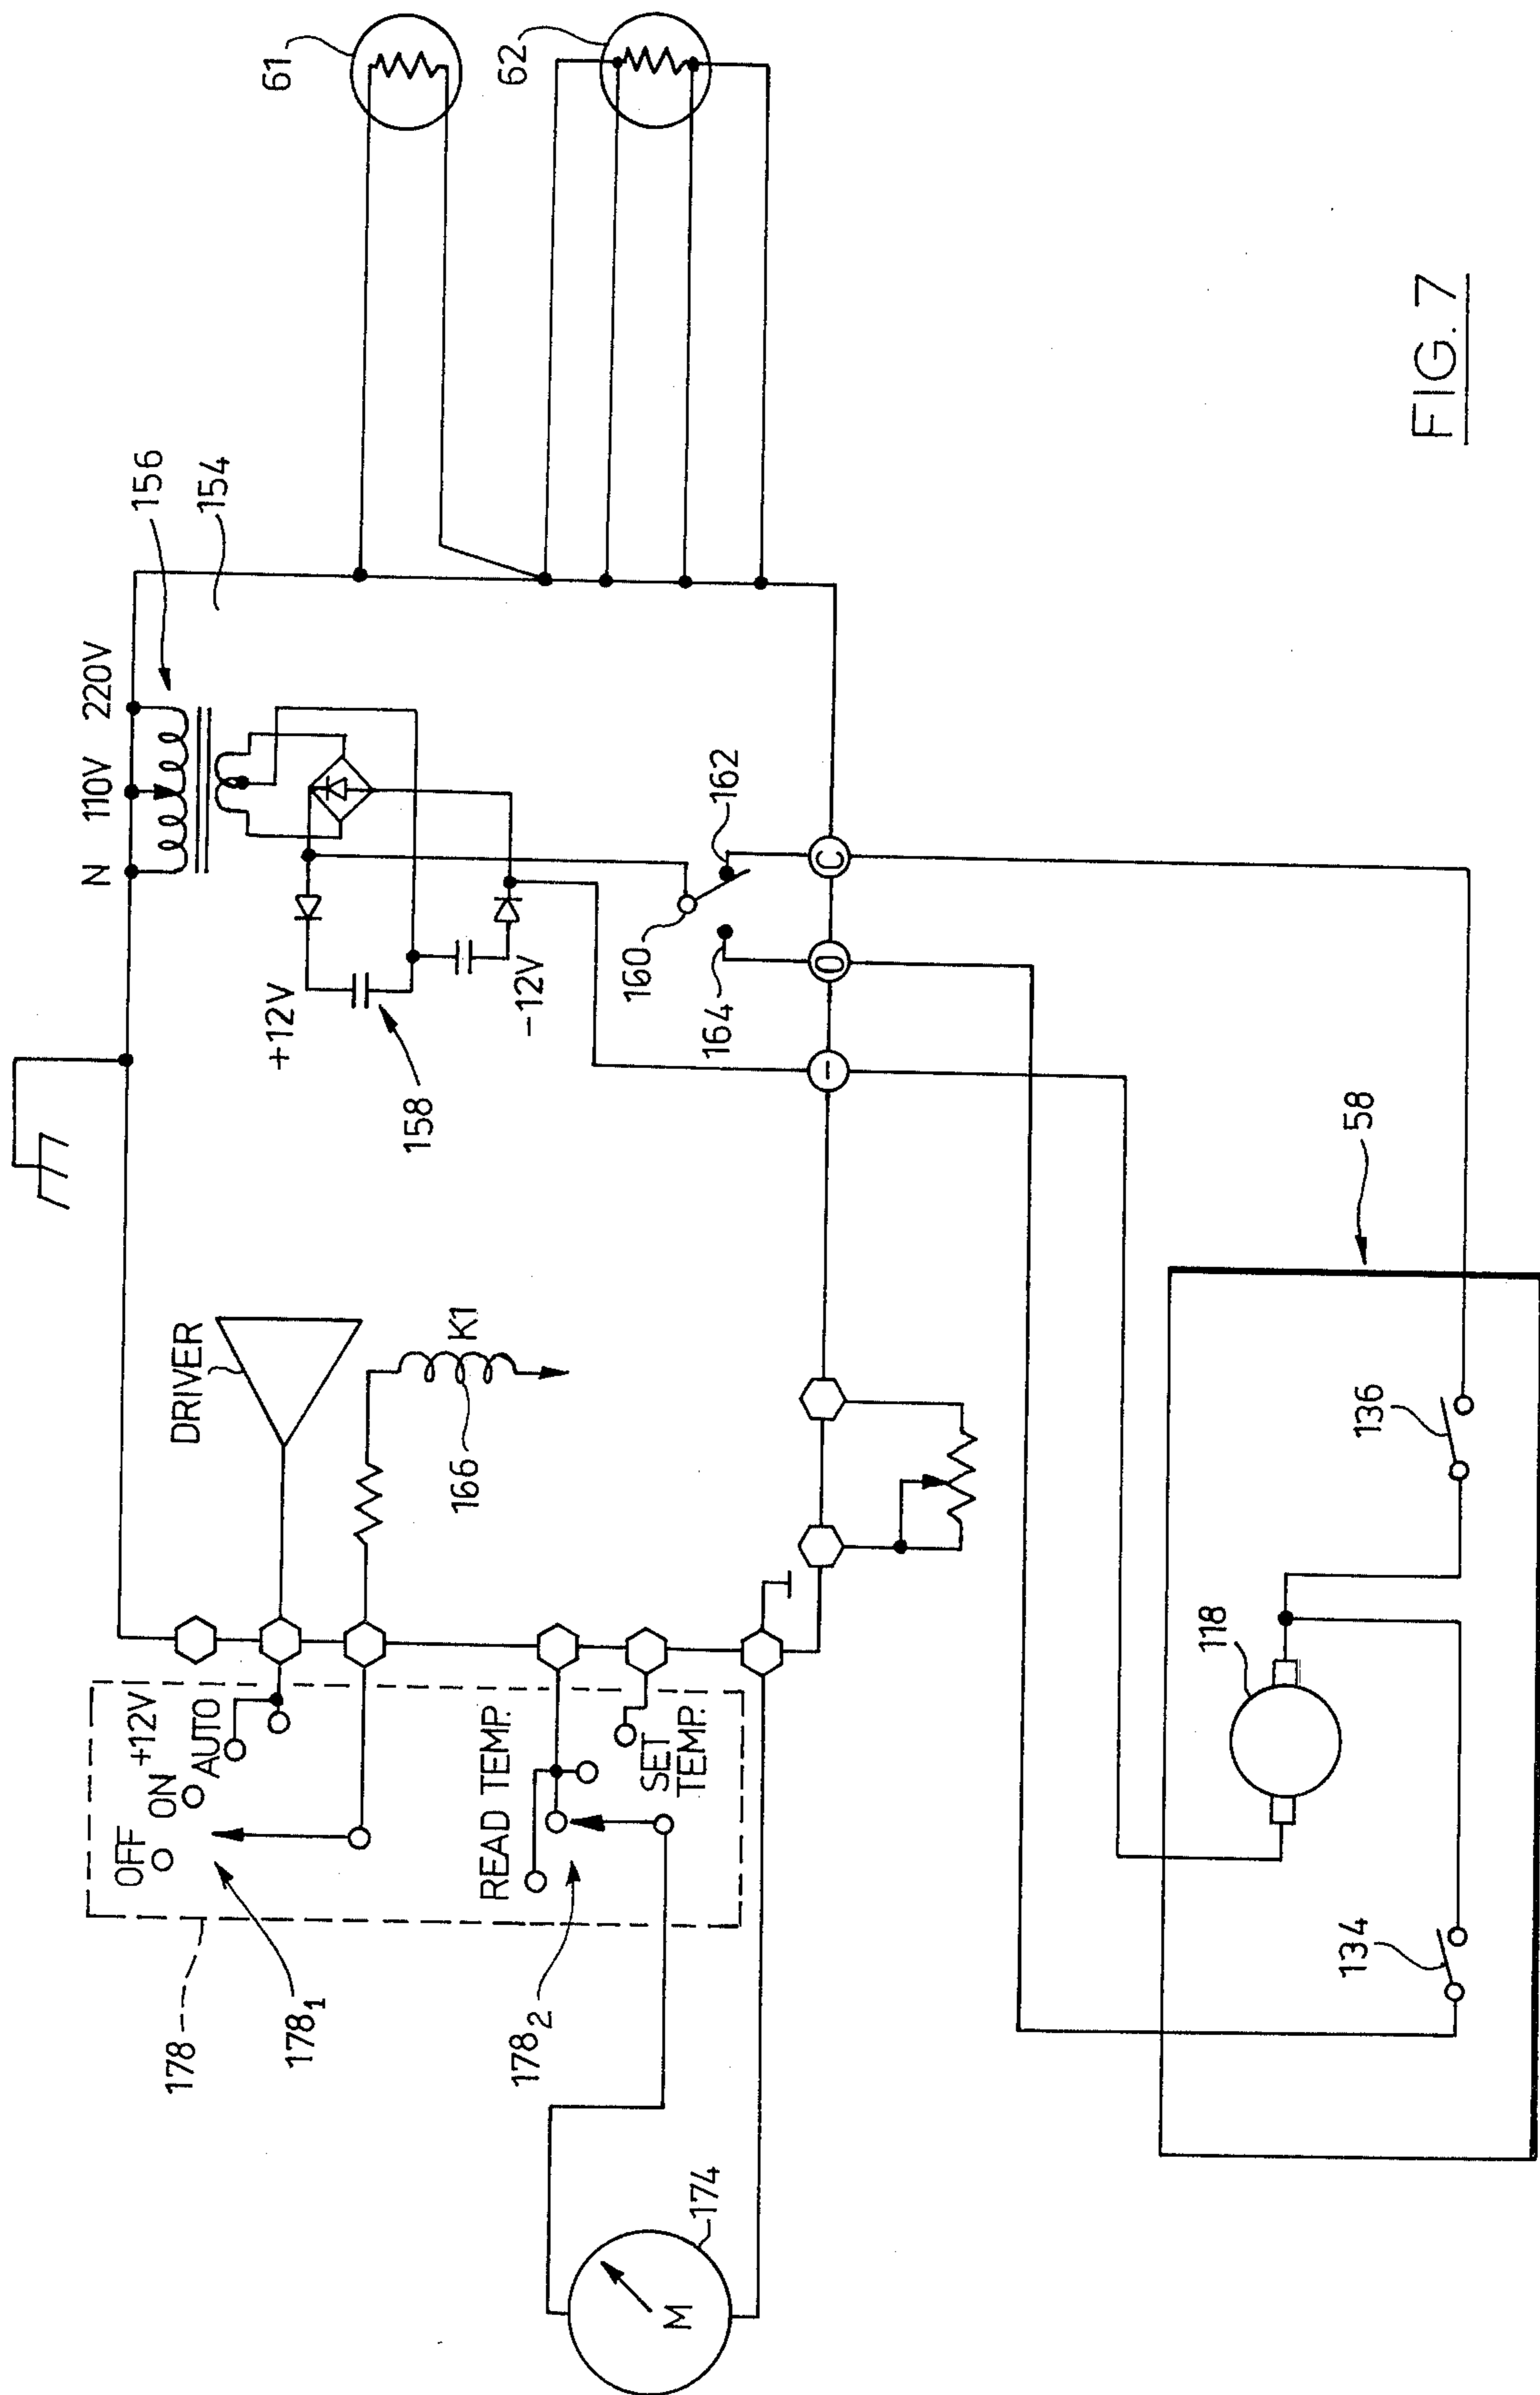 61
62
156
154
N 110V 220V
+12V
-12V
158
160
162
164
C
O
-
DRIVER
K1
166
OFF
ON
+12V
AUTO
READ TEMP.
SET
TEMP.
178
178₁
178₂
M
174
58
118
136
134
FIG. 7